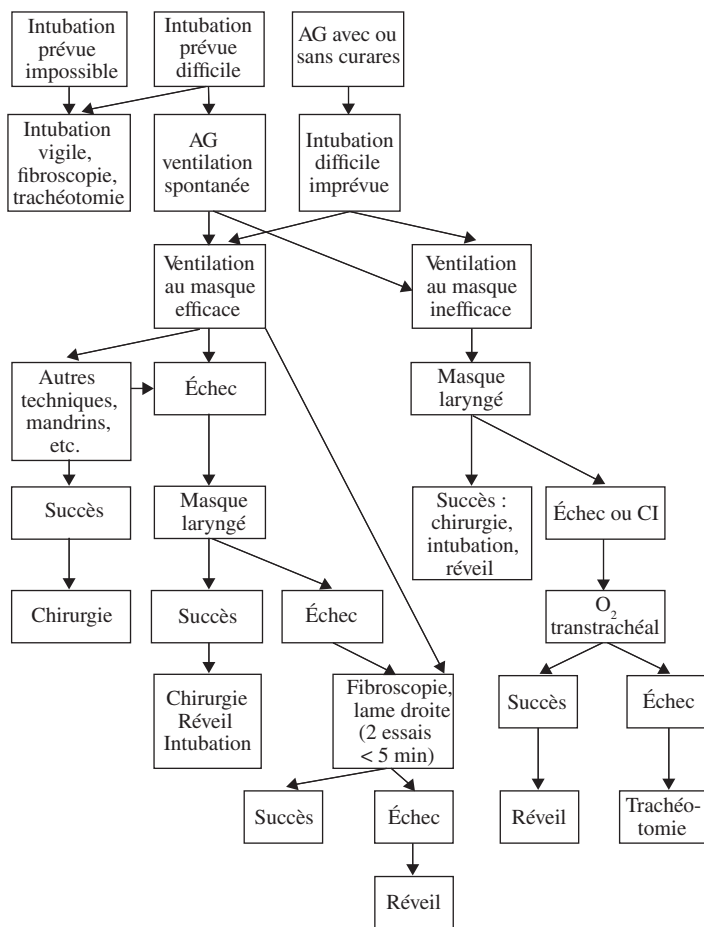 Intubation
prévue
impossible
Intubation
prévue
difficile
AG avec ou
sans curares
Intubation
vigile,
fibroscopie,
trachéotomie
AG
ventilation
spontanée
Intubation
difficile
imprévue
Ventilation
au masque
efficace
Ventilation
au masque
inefficace
Autres
techniques,
mandrins,
etc.
Échec
Masque
laryngé
Succès
Masque
laryngé
Succès :
chirurgie,
intubation,
réveil
Échec ou CI
Chirurgie
Succès
Échec
O₂
transtrachéal
Chirurgie
Réveil
Intubation
Fibroscopie,
lame droite
(2 essais
< 5 min)
Succès
Échec
Succès
Échec
Réveil
Trachéo-
tomie
Réveil